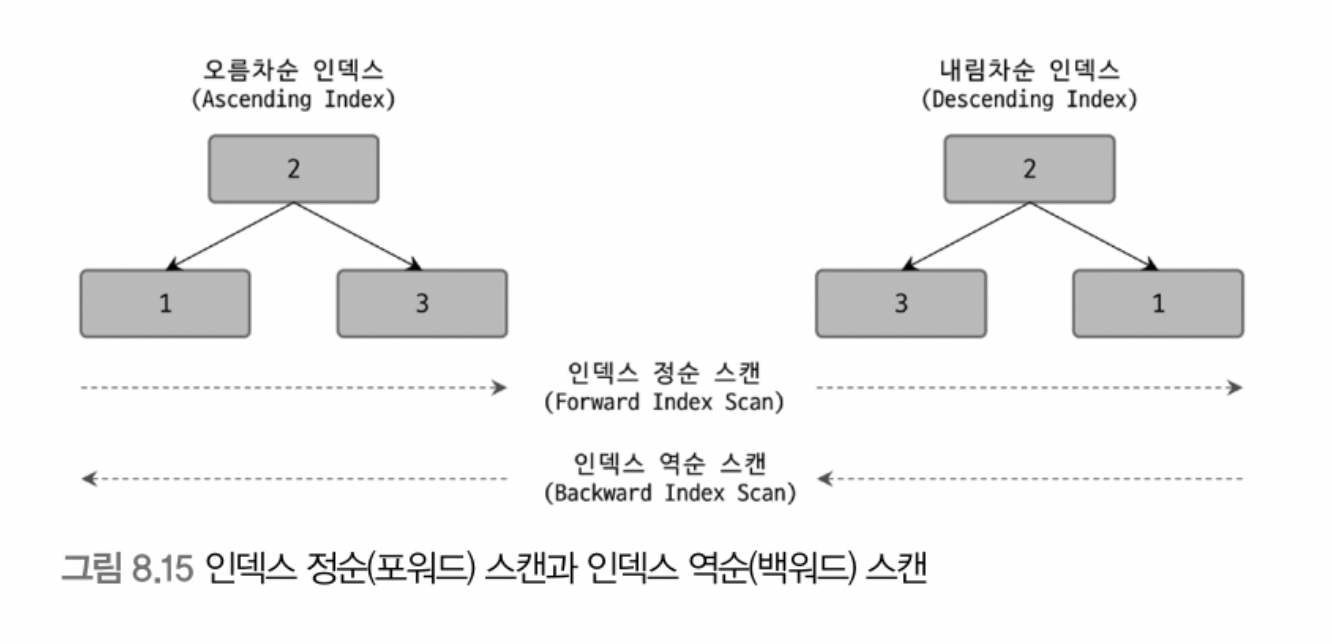 오름차순 인덱스
(Ascending Index)
2
1
3
내림차순 인덱스
(Descending Index)
2
3
1
인덱스 정순 스캔
(Forward Index Scan)
인덱스 역순 스캔
(Backward Index Scan)
그림 8.15 인덱스 정순(포워드) 스캔과 인덱스 역순(백워드) 스캔